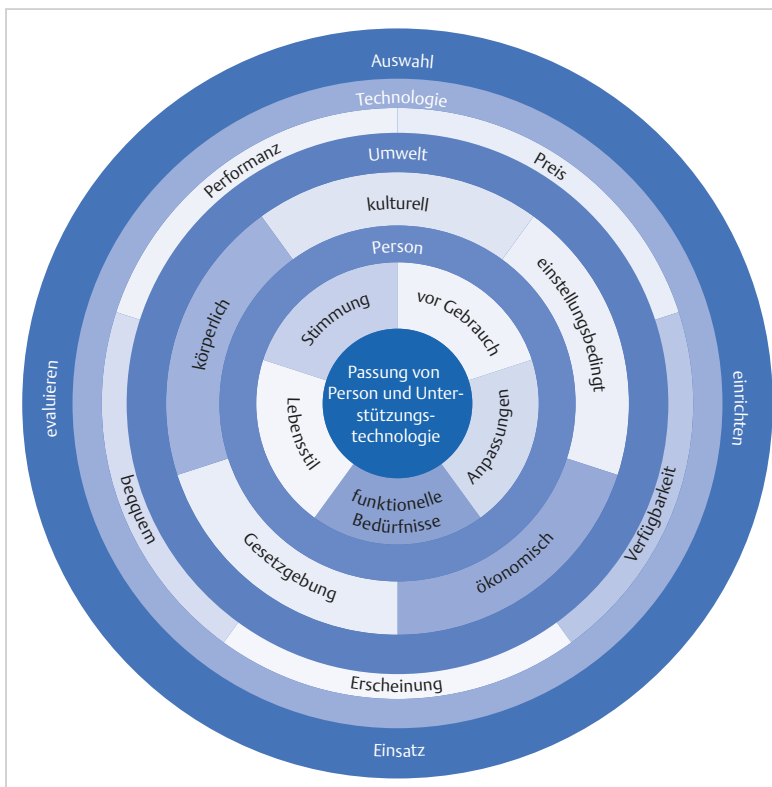 Auswahl
Technologie
Performanz
Preis
Umwelt
kulturell
Person
körperlich
einstellungsbedingt
Stimmung
vor Gebrauch
Passung von
Person und Unter-
stützungs-
technologie
evaluieren
einrichten
Lebensstil
Anpassungen
funktionelle
Bedürfnisse
beqquem
Verfügbarkeit
Gesetzgebung
ökonomisch
Erscheinung
Einsatz